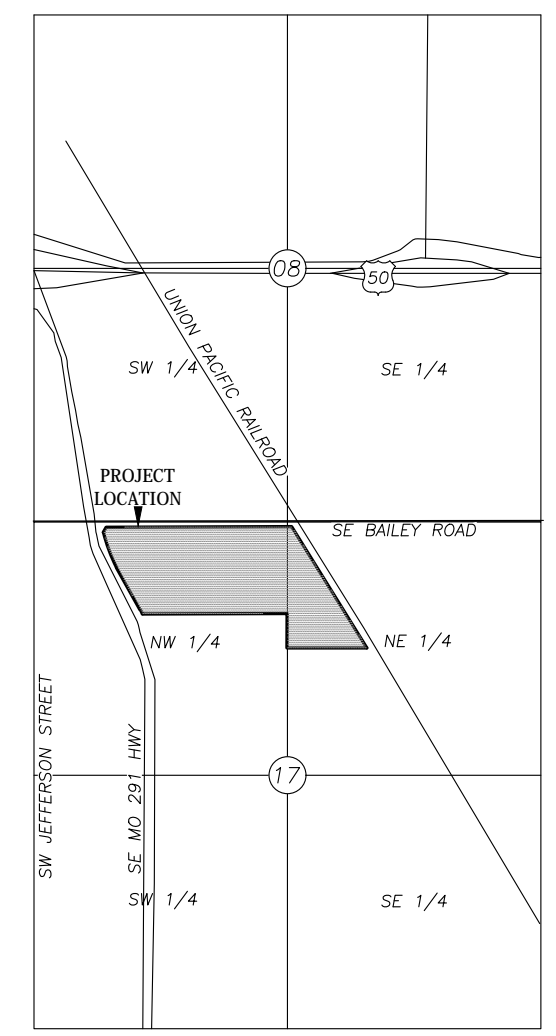 08
50
UNION PACIFIC RAILROAD
SW 1/4
SE 1/4
PROJECT
LOCATION
SE BAILEY ROAD
NW 1/4
NE 1/4
SW JEFFERSON STREET
SE MO 291 HWY
17
SW 1/4
SE 1/4